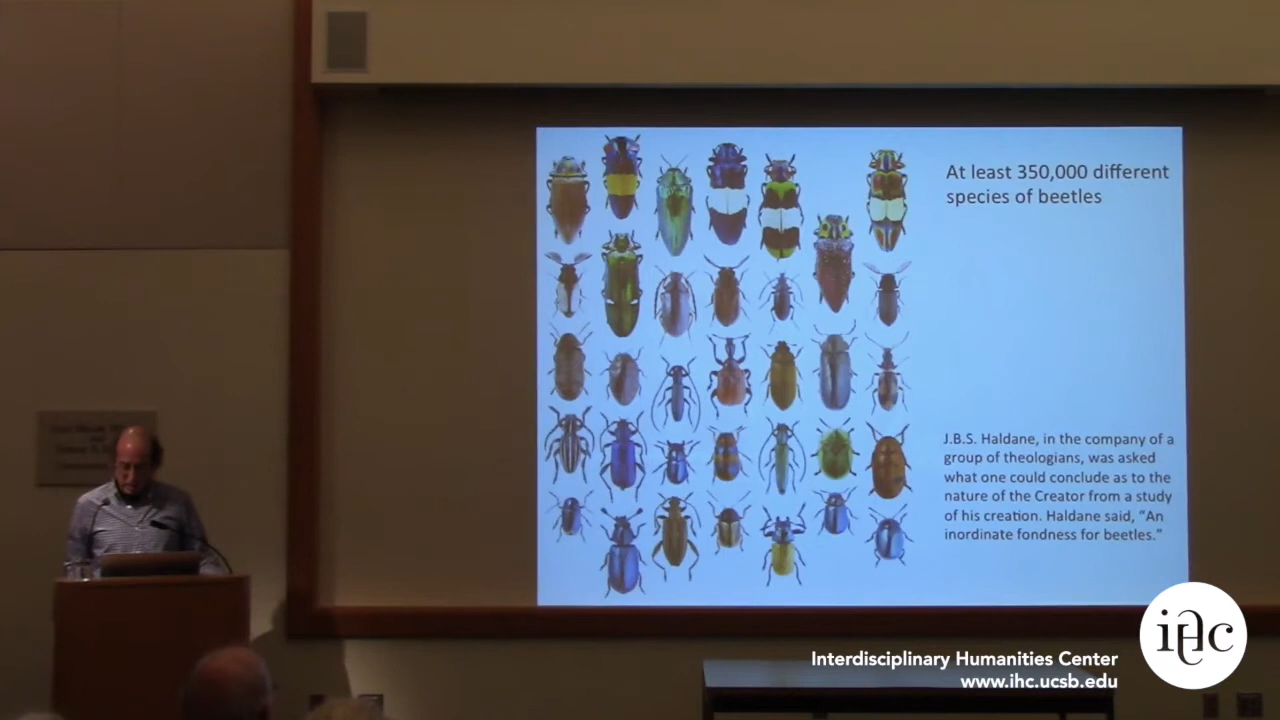 At least 350,000 different
species of beetles
J.B.S. Haldane, in the company of a
group of theologians, was asked
what one could conclude as to the
nature of the Creator from a study
of his creation. Haldane said, “An
inordinate fondness for beetles.”
ihc
Interdisciplinary Humanities Center
www.ihc.ucsb.edu